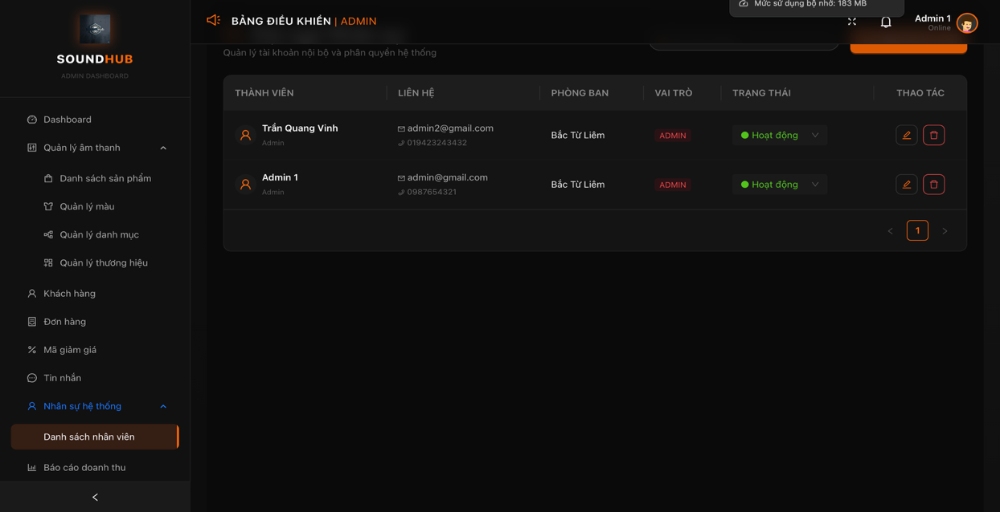 Mức sử dụng bộ nhớ: 183 MB
SOUNDHUB
ADMIN DASHBOARD
BẢNG ĐIỀU KHIỂN | ADMIN
Admin 1
Online
Dashboard
Quản lý âm thanh
Danh sách sản phẩm
Quản lý màu
Quản lý danh mục
Quản lý thương hiệu
Khách hàng
Đơn hàng
Mã giảm giá
Tin nhắn
Nhân sự hệ thống
Danh sách nhân viên
Báo cáo doanh thu
Quản lý tài khoản nội bộ và phân quyền hệ thống
THÀNH VIÊN LIÊN HỆ PHÒNG BAN VAI TRÒ TRẠNG THÁI THAO TÁC
Trần Quang Vinh
Admin
admin2@gmail.com
019423243432
Bắc Từ Liêm
ADMIN
Hoạt động
Admin 1
Admin
admin@gmail.com
0987654321
Bắc Từ Liêm
ADMIN
Hoạt động
1